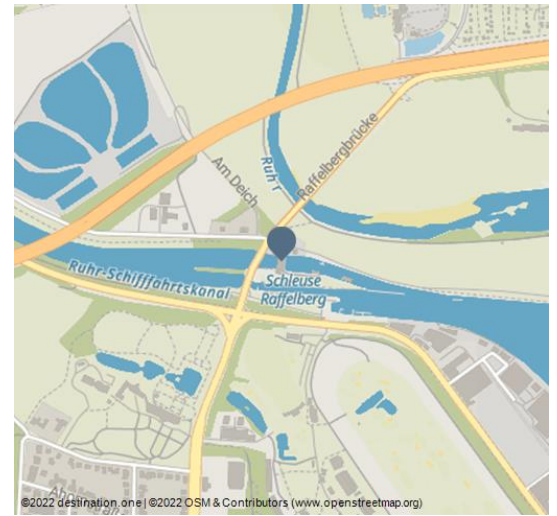 Raffelbergbrücke
Am Deich
Ruhr
Ruhr-Schifffahrtskanal
Schleuse
Raffelberg
©2022 destination.one | ©2022 OSM & Contributors (www.openstreetmap.org)